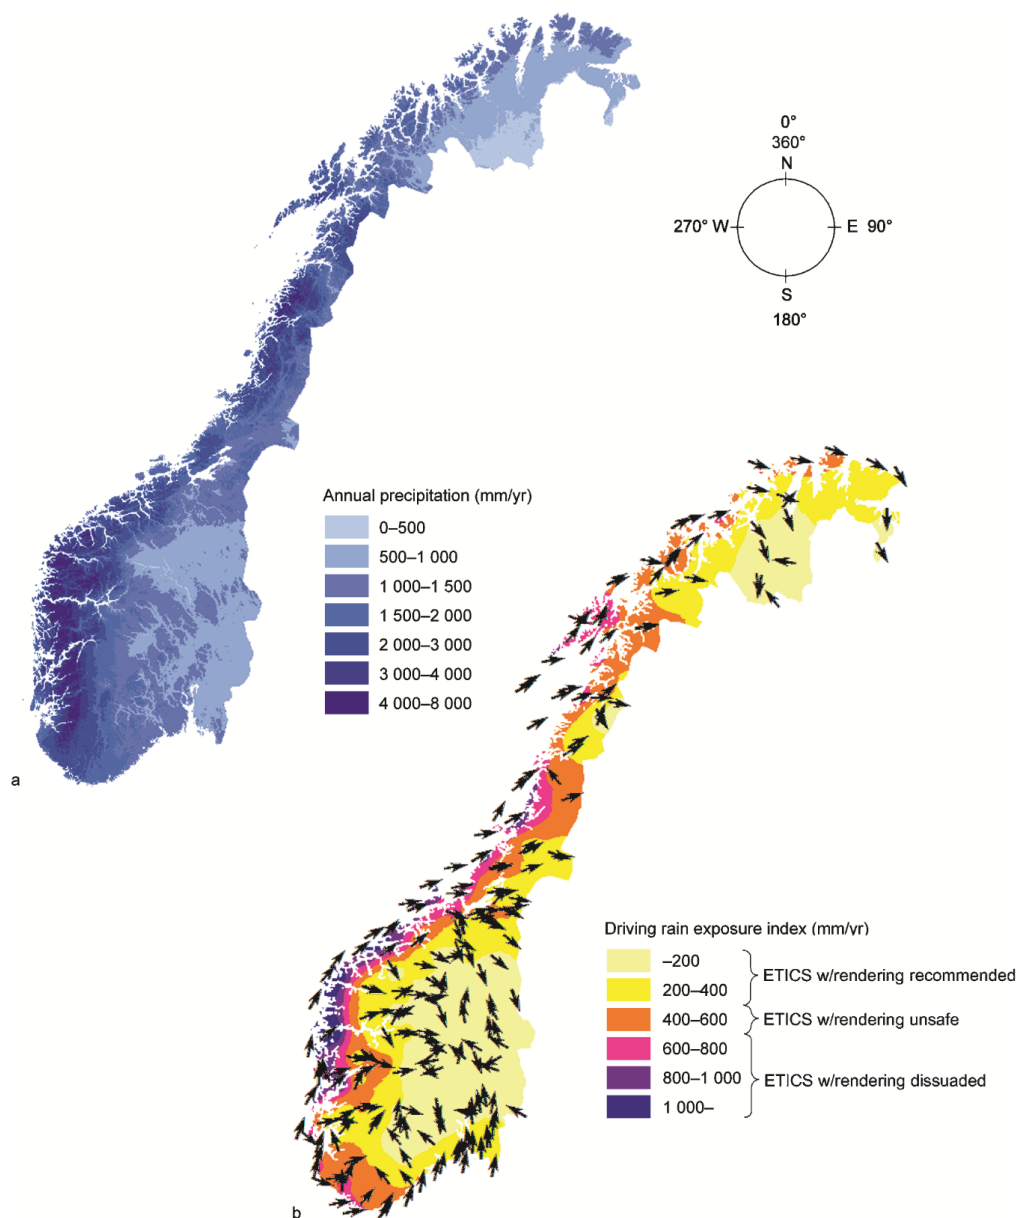 0°
360°
N
270° W
E 90°
S
180°
Annual precipitation (mm/yr)
0–500
500–1 000
1 000–1 500
1 500–2 000
2 000–3 000
3 000–4 000
4 000–8 000
a
Driving rain exposure index (mm/yr)
–200
200–400
ETICS w/rendering recommended
400–600
ETICS w/rendering unsafe
600–800
800–1 000
ETICS w/rendering dissuaded
1 000–
b